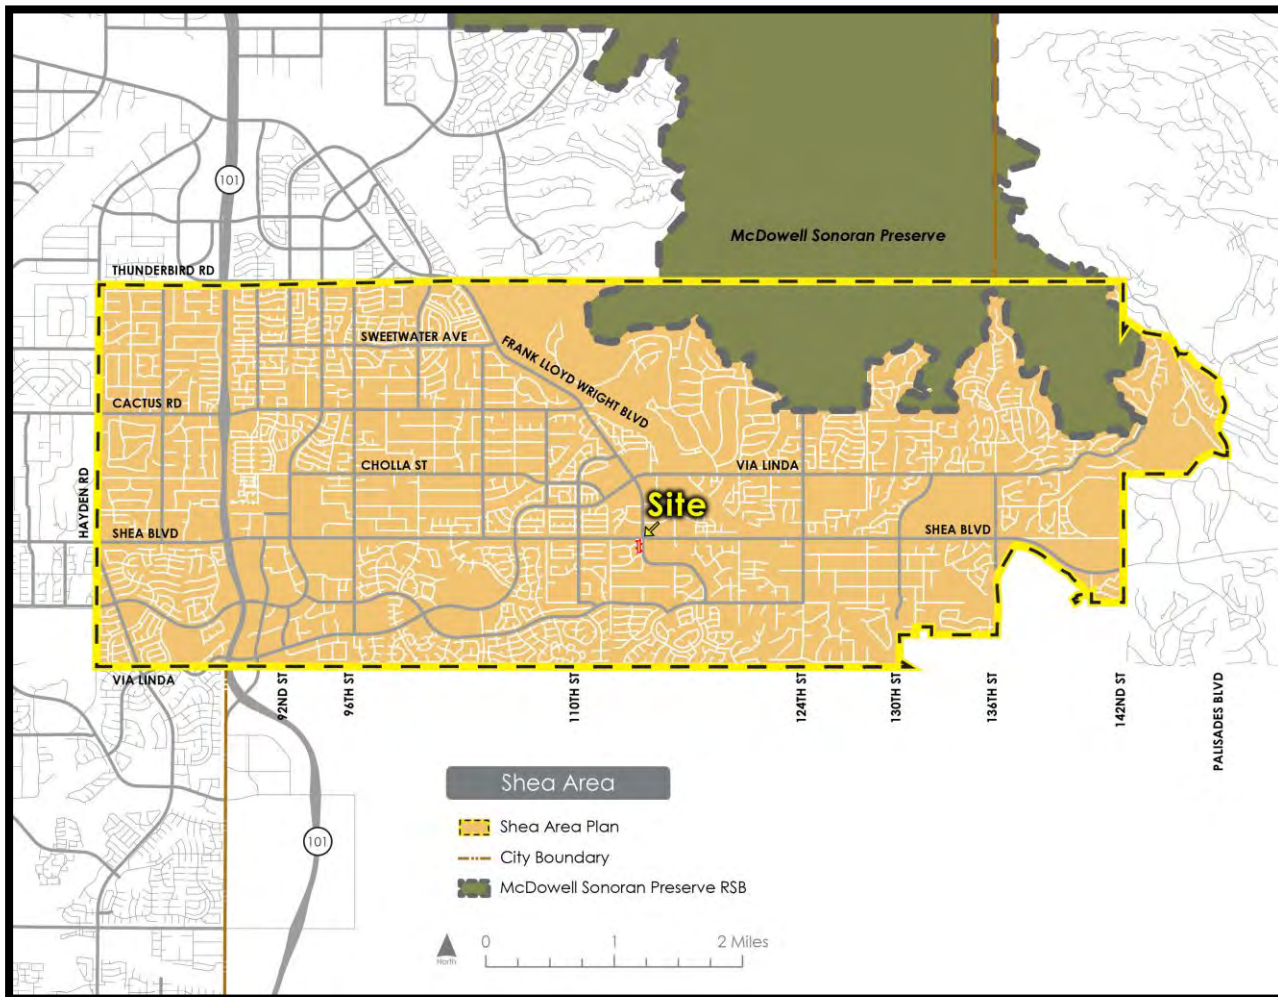 101
McDowell Sonoran Preserve
THUNDERBIRD RD
SWEETWATER AVE
FRANK LLOYD WRIGHT BLVD
CACTUS RD
CHOLLA ST
VIA LINDA
HAYDEN RD
Site
SHEA BLVD
SHEA BLVD
VIA LINDA
92ND ST
96TH ST
110TH ST
124TH ST
130TH ST
136TH ST
142ND ST
PALISADES BLVD
Shea Area
Shea Area Plan
101
City Boundary
McDowell Sonoran Preserve RSB
0 1 2 Miles
North